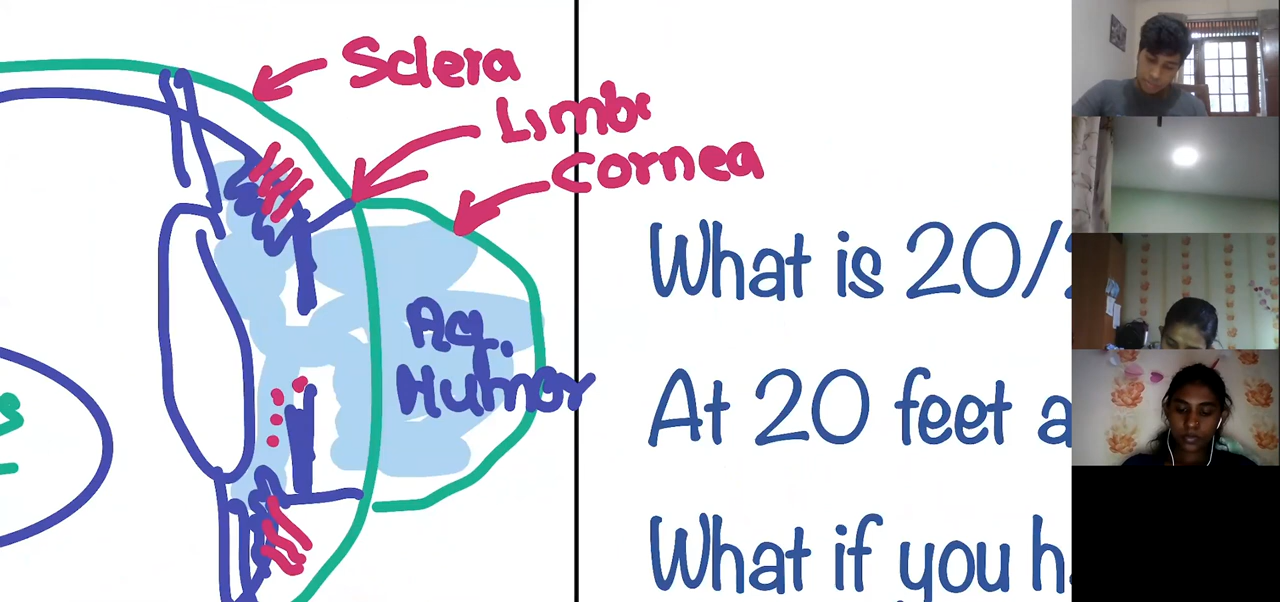 Sclera
Limb
Cornea
Aq.
Humor
What is 20/
At 20 feet a
What if you h
s